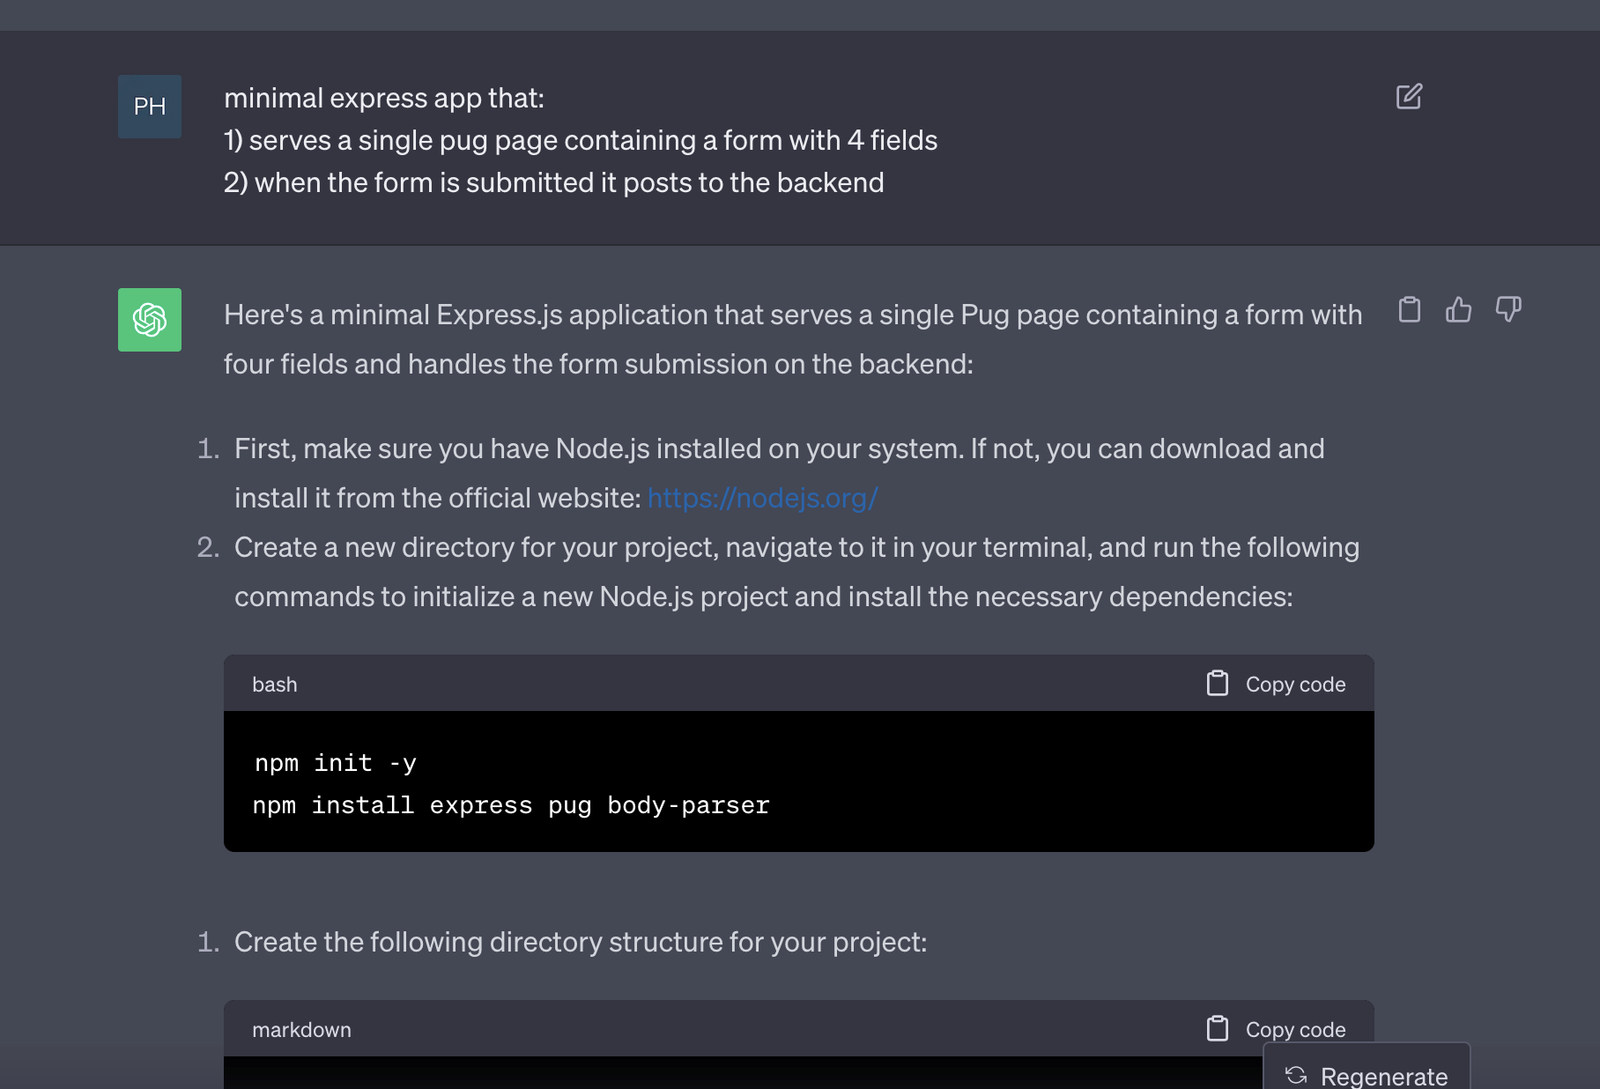 PH
minimal express app that:
1) serves a single pug page containing a form with 4 fields
2) when the form is submitted it posts to the backend
Here's a minimal Express.js application that serves a single Pug page containing a form with
four fields and handles the form submission on the backend:
1. First, make sure you have Node.js installed on your system. If not, you can download and
install it from the official website: https://nodejs.org/
2. Create a new directory for your project, navigate to it in your terminal, and run the following
commands to initialize a new Node.js project and install the necessary dependencies:
bash Copy code
npm init -y
npm install express pug body-parser
1. Create the following directory structure for your project:
markdown Copy code
Regenerate